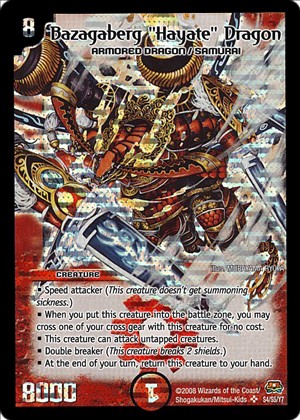 8
Bazagaberg "Hayate" Dragon
ARMORED DRAGON / SAMURAI
CREATURE
■ Speed attacker (This creature doesn't get summoning
sickness.)
■ When you put this creature into the battle zone, you may
cross one of your cross gear with this creature for no cost.
■ This creature can attack untapped creatures.
■ Double breaker (This creature breaks 2 shields.)
■ At the end of your turn, return this creature to your hand.
8000
1
©2008 Wizards of the Coast/
Shogakukan/Mitsui-Kids
S4/S5/Y7